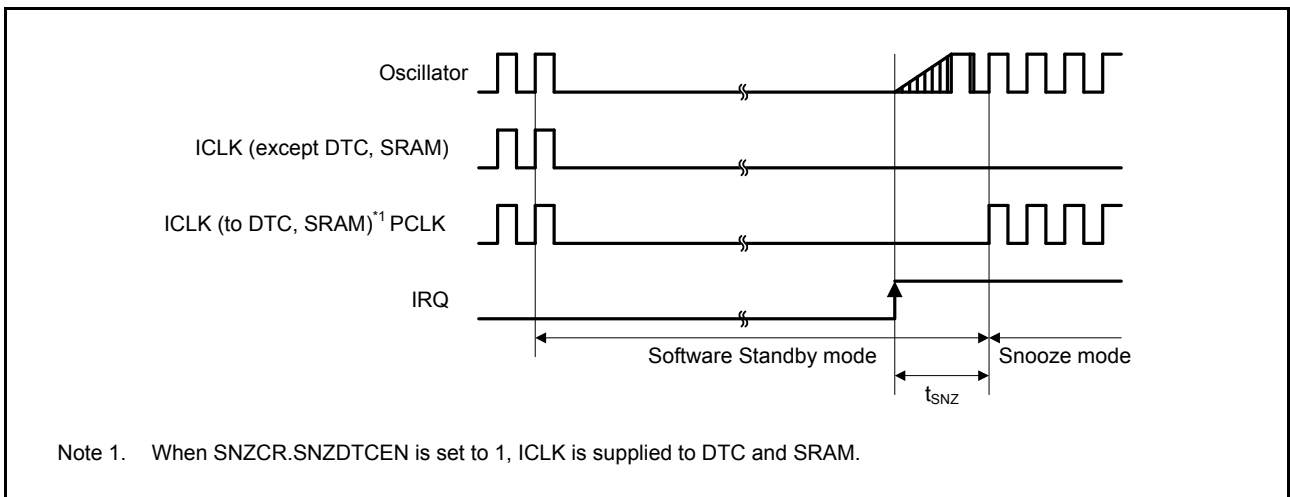 Oscillator
ICLK (except DTC, SRAM)
ICLK (to DTC, SRAM)*1 PCLK
IRQ
Software Standby mode
Snooze mode
tSNZ
Note 1. When SNZCR.SNZDTCEN is set to 1, ICLK is supplied to DTC and SRAM.